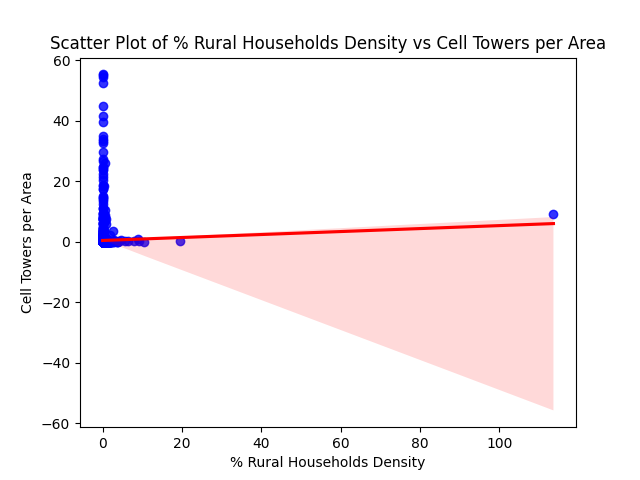 Scatter Plot of % Rural Households Density vs Cell Towers per Area
60
40
20
0
−20
−40
−60
Cell Towers per Area
0 20 40 60 80 100
% Rural Households Density